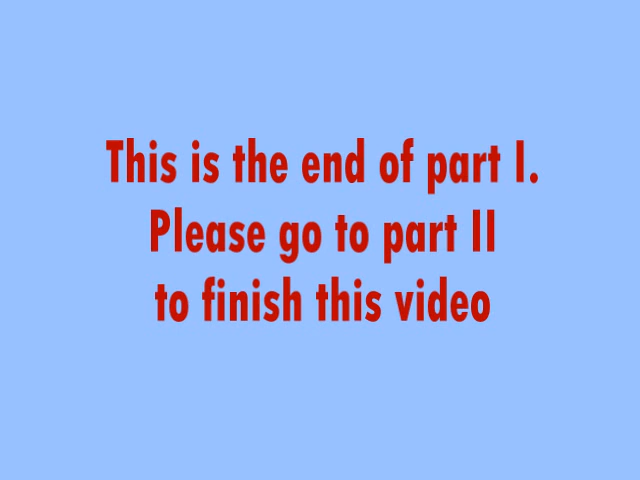 This is the end of part I.
Please go to part II
to finish this video